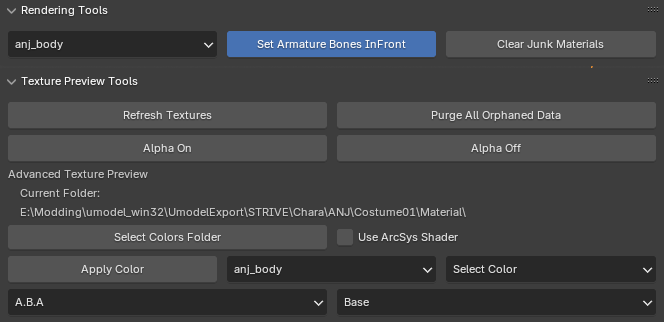 Rendering Tools
anj_body Set Armature Bones InFront Clear Junk Materials
Texture Preview Tools
Refresh Textures Purge All Orphaned Data
Alpha On Alpha Off
Advanced Texture Preview
Current Folder:
E:\Modding\umodel_win32\UmodelExport\STRIVE\Chara\ANJ\Costume01\Material\
Select Colors Folder Use ArcSys Shader
Apply Color anj_body Select Color
A.B.A Base